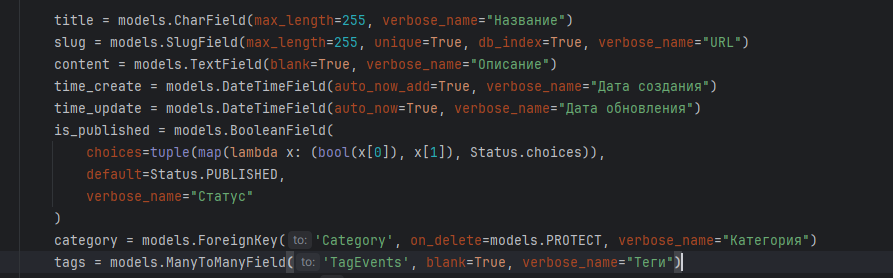 title = models.CharField(max_length=255, verbose_name="Название")
slug = models.SlugField(max_length=255, unique=True, db_index=True, verbose_name="URL")
content = models.TextField(blank=True, verbose_name="Описание")
time_create = models.DateTimeField(auto_now_add=True, verbose_name="Дата создания")
time_update = models.DateTimeField(auto_now=True, verbose_name="Дата обновления")
is_published = models.BooleanField(
    choices=tuple(map(lambda x: (bool(x[0]), x[1]), Status.choices)),
    default=Status.PUBLISHED,
    verbose_name="Статус"
)
category = models.ForeignKey( to: 'Category', on_delete=models.PROTECT, verbose_name="Категория")
tags = models.ManyToManyField( to: 'TagEvents', blank=True, verbose_name="Теги")